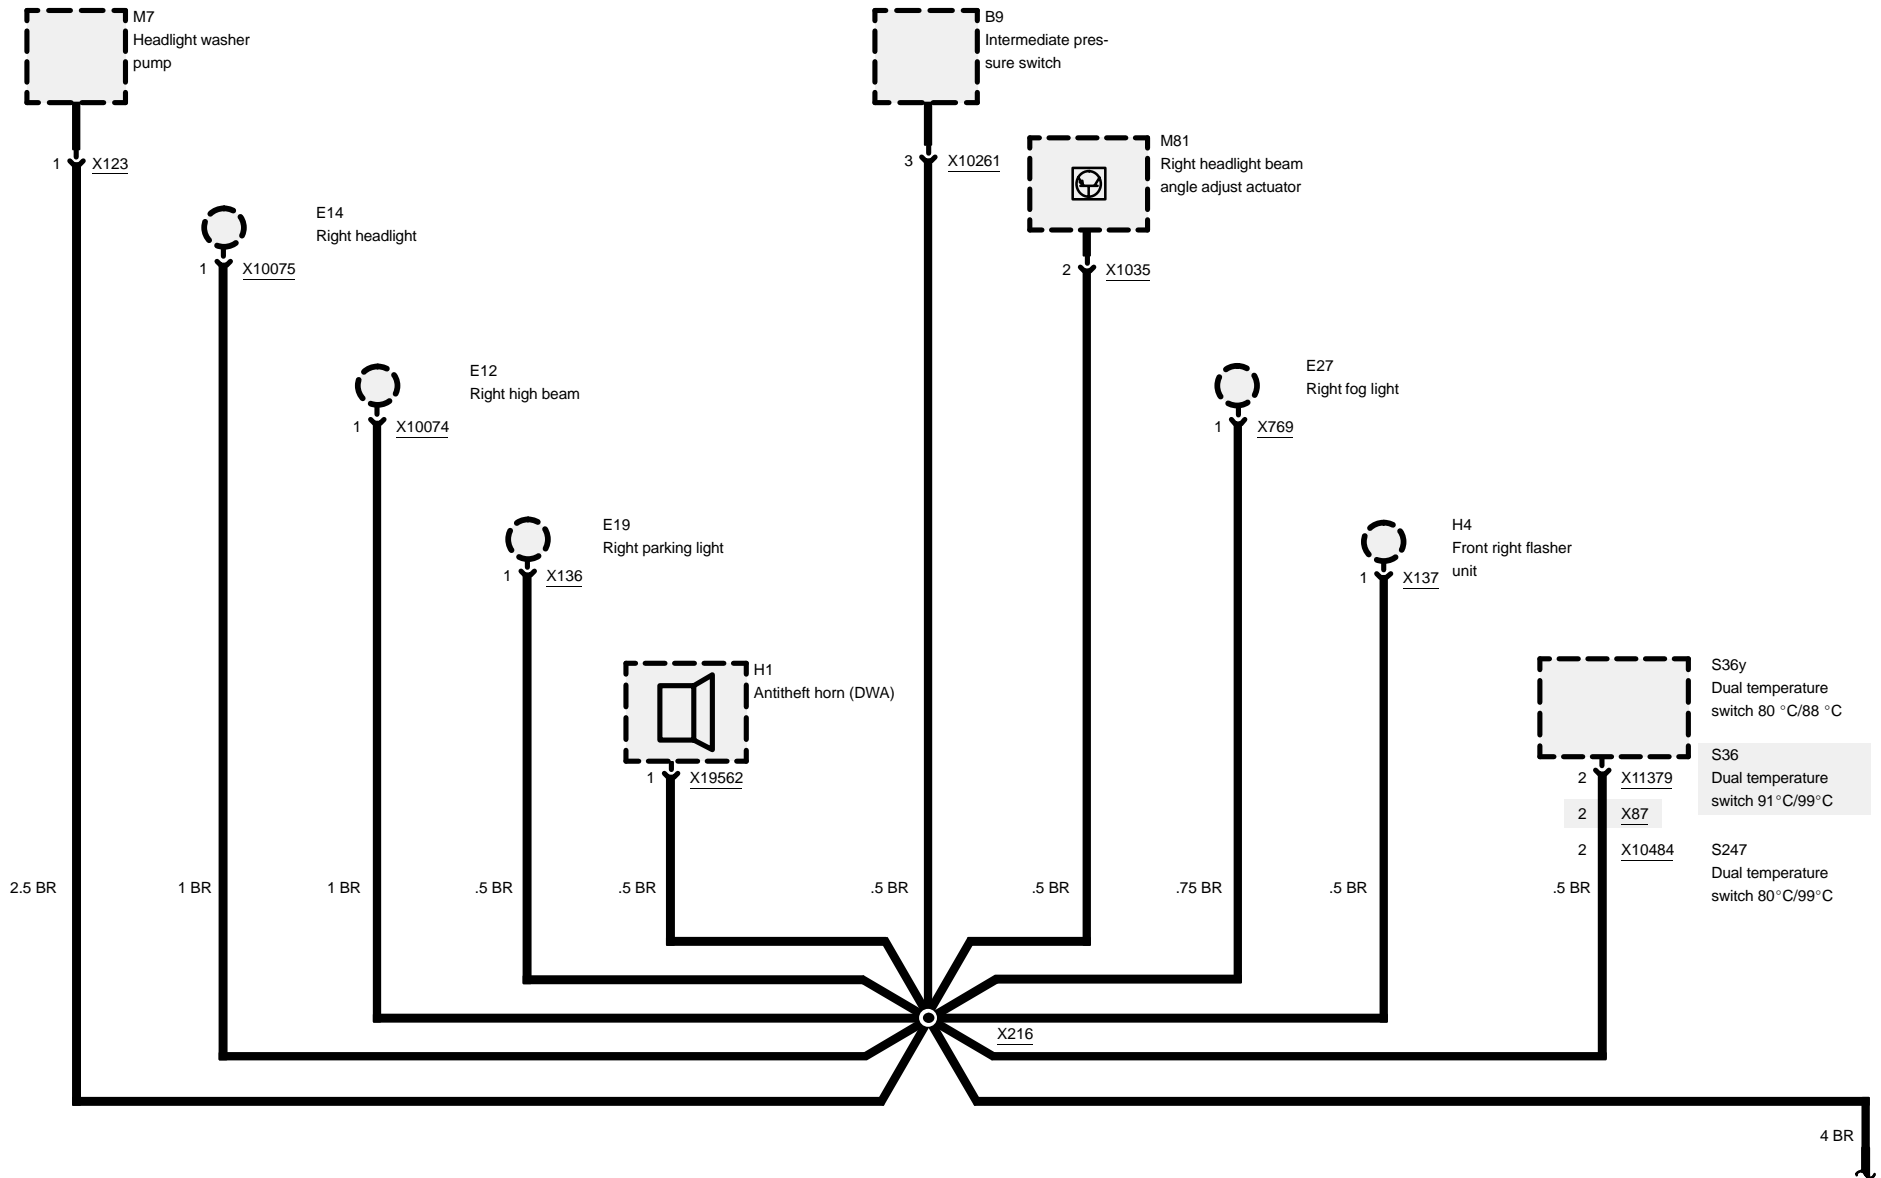 M7
Headlight washer
pump
B9
Intermediate pres-
sure switch
M81
Right headlight beam
angle adjust actuator
1 X123
3 X10261
E14
Right headlight
1 X10075
2 X1035
E12
Right high beam
1 X10074
E27
Right fog light
1 X769
E19
Right parking light
1 X136
H4
Front right flasher
unit
1 X137
H1
Antitheft horn (DWA)
1 X19562
S36y
Dual temperature
switch 80 °C/88 °C
S36
Dual temperature
switch 91°C/99°C
2 X11379
2 X87
2 X10484
S247
Dual temperature
switch 80°C/99°C
2.5 BR
1 BR
1 BR
.5 BR
.5 BR
.5 BR
.5 BR
.75 BR
.5 BR
.5 BR
X216
4 BR